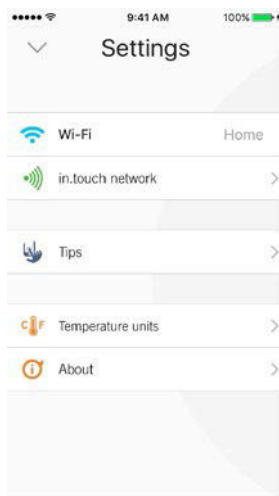 9:41 AM 100%
Settings
Wi-Fi Home
in.touch network
Tips
C F Temperature units
About